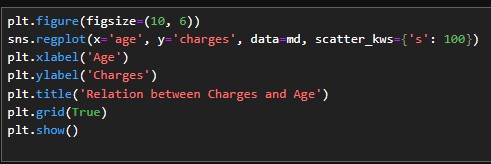 plt.figure(figsize=(10, 6))
sns.regplot(x='age', y='charges', data=md, scatter_kws={'s': 100})
plt.xlabel('Age')
plt.ylabel('Charges')
plt.title('Relation between Charges and Age')
plt.grid(True)
plt.show()